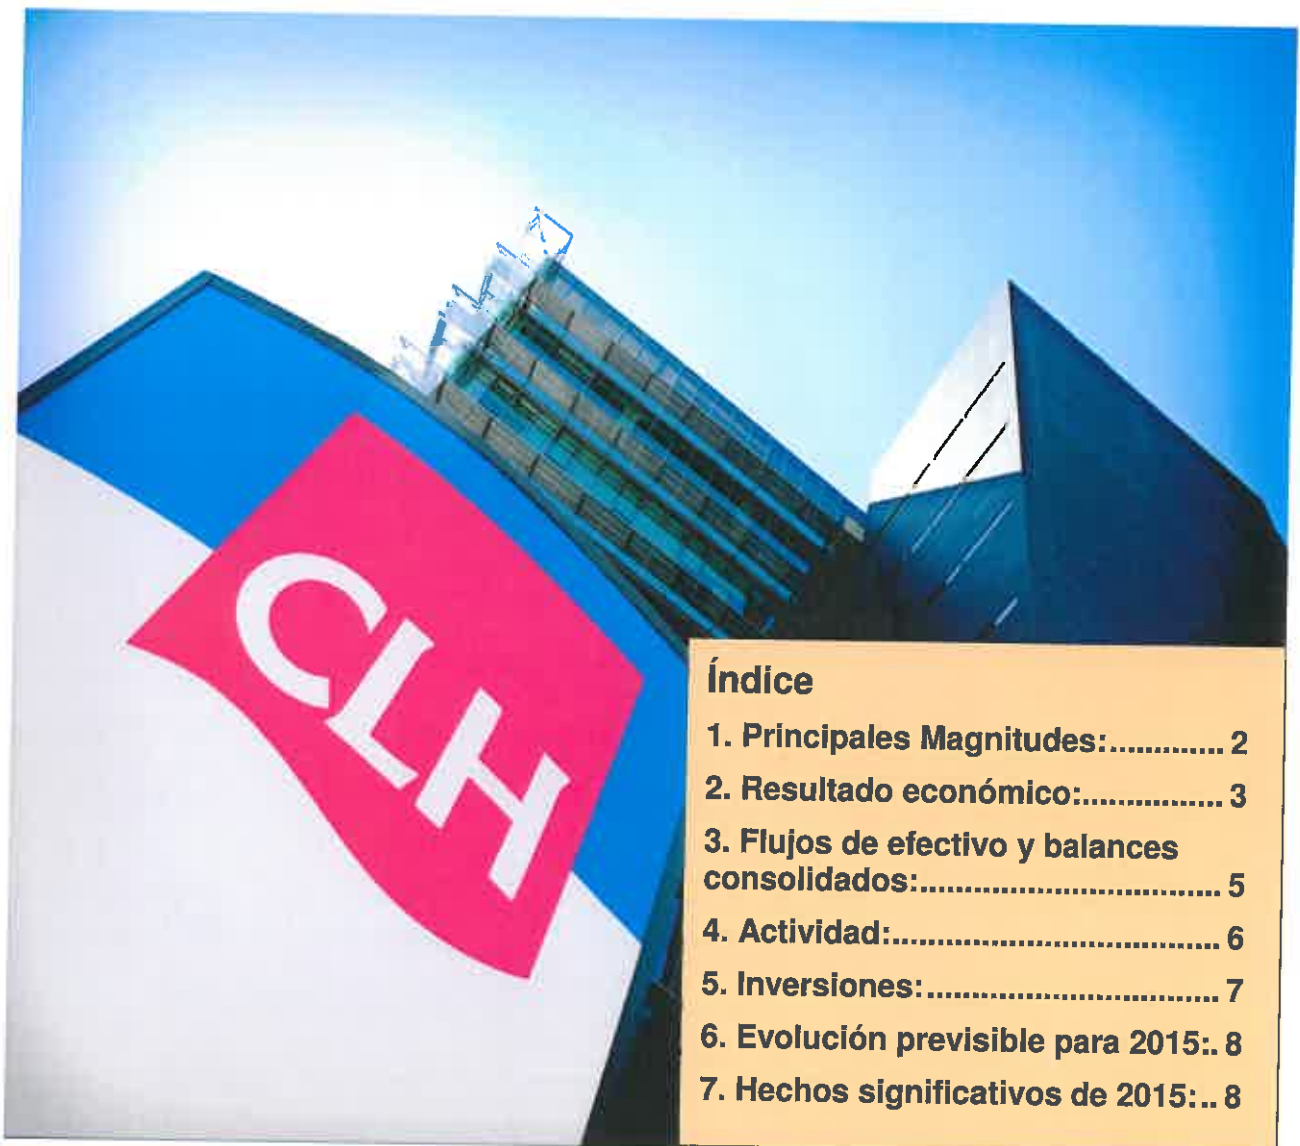 CLH
Índice
1. Principales Magnitudes:............. 2
2. Resultado económico:................ 3
3. Flujos de efectivo y balances
consolidados:................................ 5
4. Actividad:.................................. 6
5. Inversiones:.............................. 7
6. Evolución previsible para 2015:. 8
7. Hechos significativos de 2015:.. 8